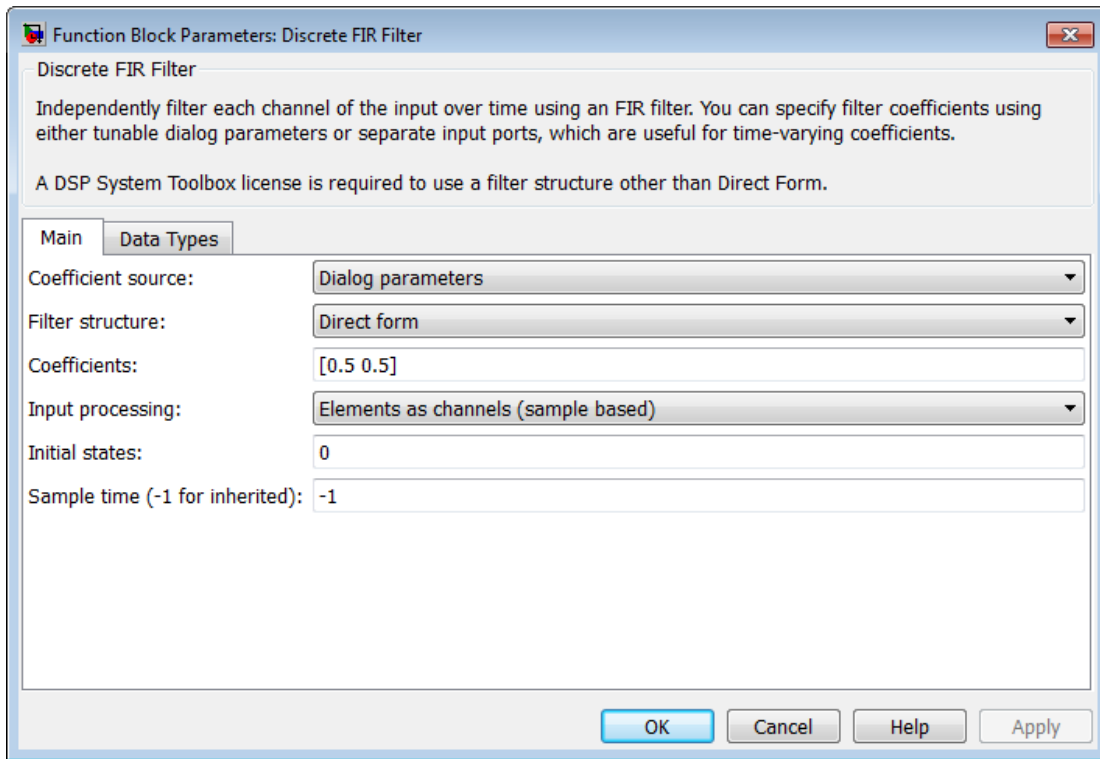 Function Block Parameters: Discrete FIR Filter
Discrete FIR Filter
Independently filter each channel of the input over time using an FIR filter. You can specify filter coefficients using
either tunable dialog parameters or separate input ports, which are useful for time-varying coefficients.
A DSP System Toolbox license is required to use a filter structure other than Direct Form.
Main Data Types
Coefficient source: Dialog parameters
Filter structure: Direct form
Coefficients: [0.5 0.5]
Input processing: Elements as channels (sample based)
Initial states: 0
Sample time (-1 for inherited): -1
OK Cancel Help Apply